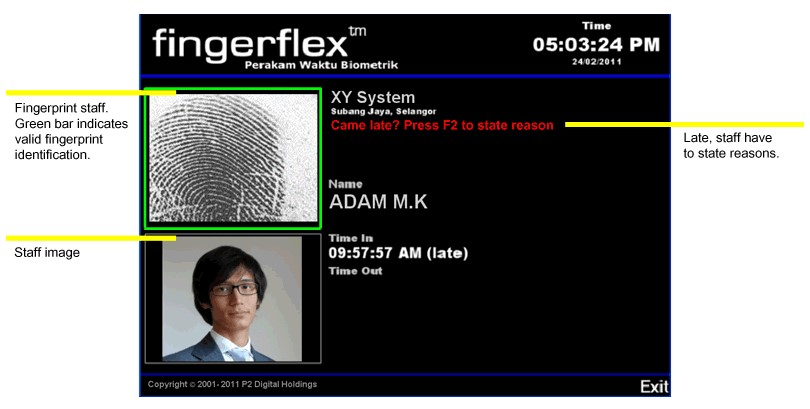 fingerflex™
Perakam Waktu Biometrik
Time
05:03:24 PM
24/02/2011
Fingerprint staff.
Green bar indicates
valid fingerprint
identification.
XY System
Subang Jaya, Selangor
Came late? Press F2 to state reason
Late, staff have
to state reasons.
Name
ADAM M.K
Staff image
Time In
09:57:57 AM (late)
Time Out
Copyright © 2001-2011 P2 Digital Holdings
Exit